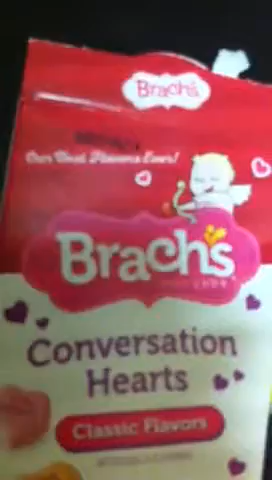 Brach's
Our Best Flavors Ever!
Brach's
Conversation
Hearts
Classic Flavors